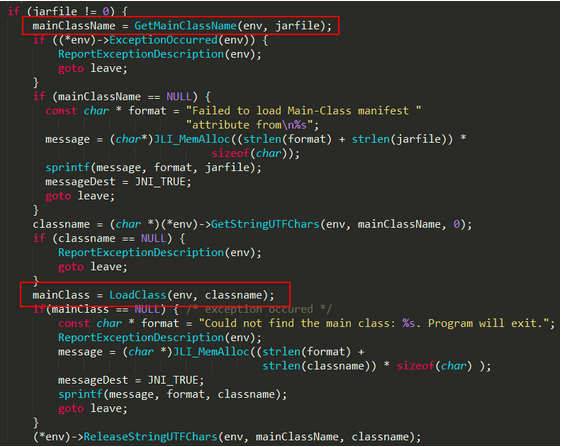 if (jarfile != 0) {
mainClassName = GetMainClassName(env, jarfile);
if ((*env)->ExceptionOccurred(env)) {
ReportExceptionDescription(env);
goto leave;
}
if (mainClassName == NULL) {
const char * format = "Failed to load Main-Class manifest "
"attribute from\n%s";
message = (char*)JLI_MemAlloc((strlen(format) + strlen(jarfile)) *
sizeof(char));
sprintf(message, format, jarfile);
messageDest = JNI_TRUE;
goto leave;
}
classname = (char *)(*env)->GetStringUTFChars(env, mainClassName, 0);
if (classname == NULL) {
ReportExceptionDescription(env);
goto leave;
}
mainClass = LoadClass(env, classname);
if(mainClass == NULL) { /* exception occured */
const char * format = "Could not find the main class: %s. Program will exit.";
ReportExceptionDescription(env);
message = (char *)JLI_MemAlloc((strlen(format) +
strlen(classname)) * sizeof(char) );
messageDest = JNI_TRUE;
sprintf(message, format, classname);
goto leave;
}
(*env)->ReleaseStringUTFChars(env, mainClassName, classname);